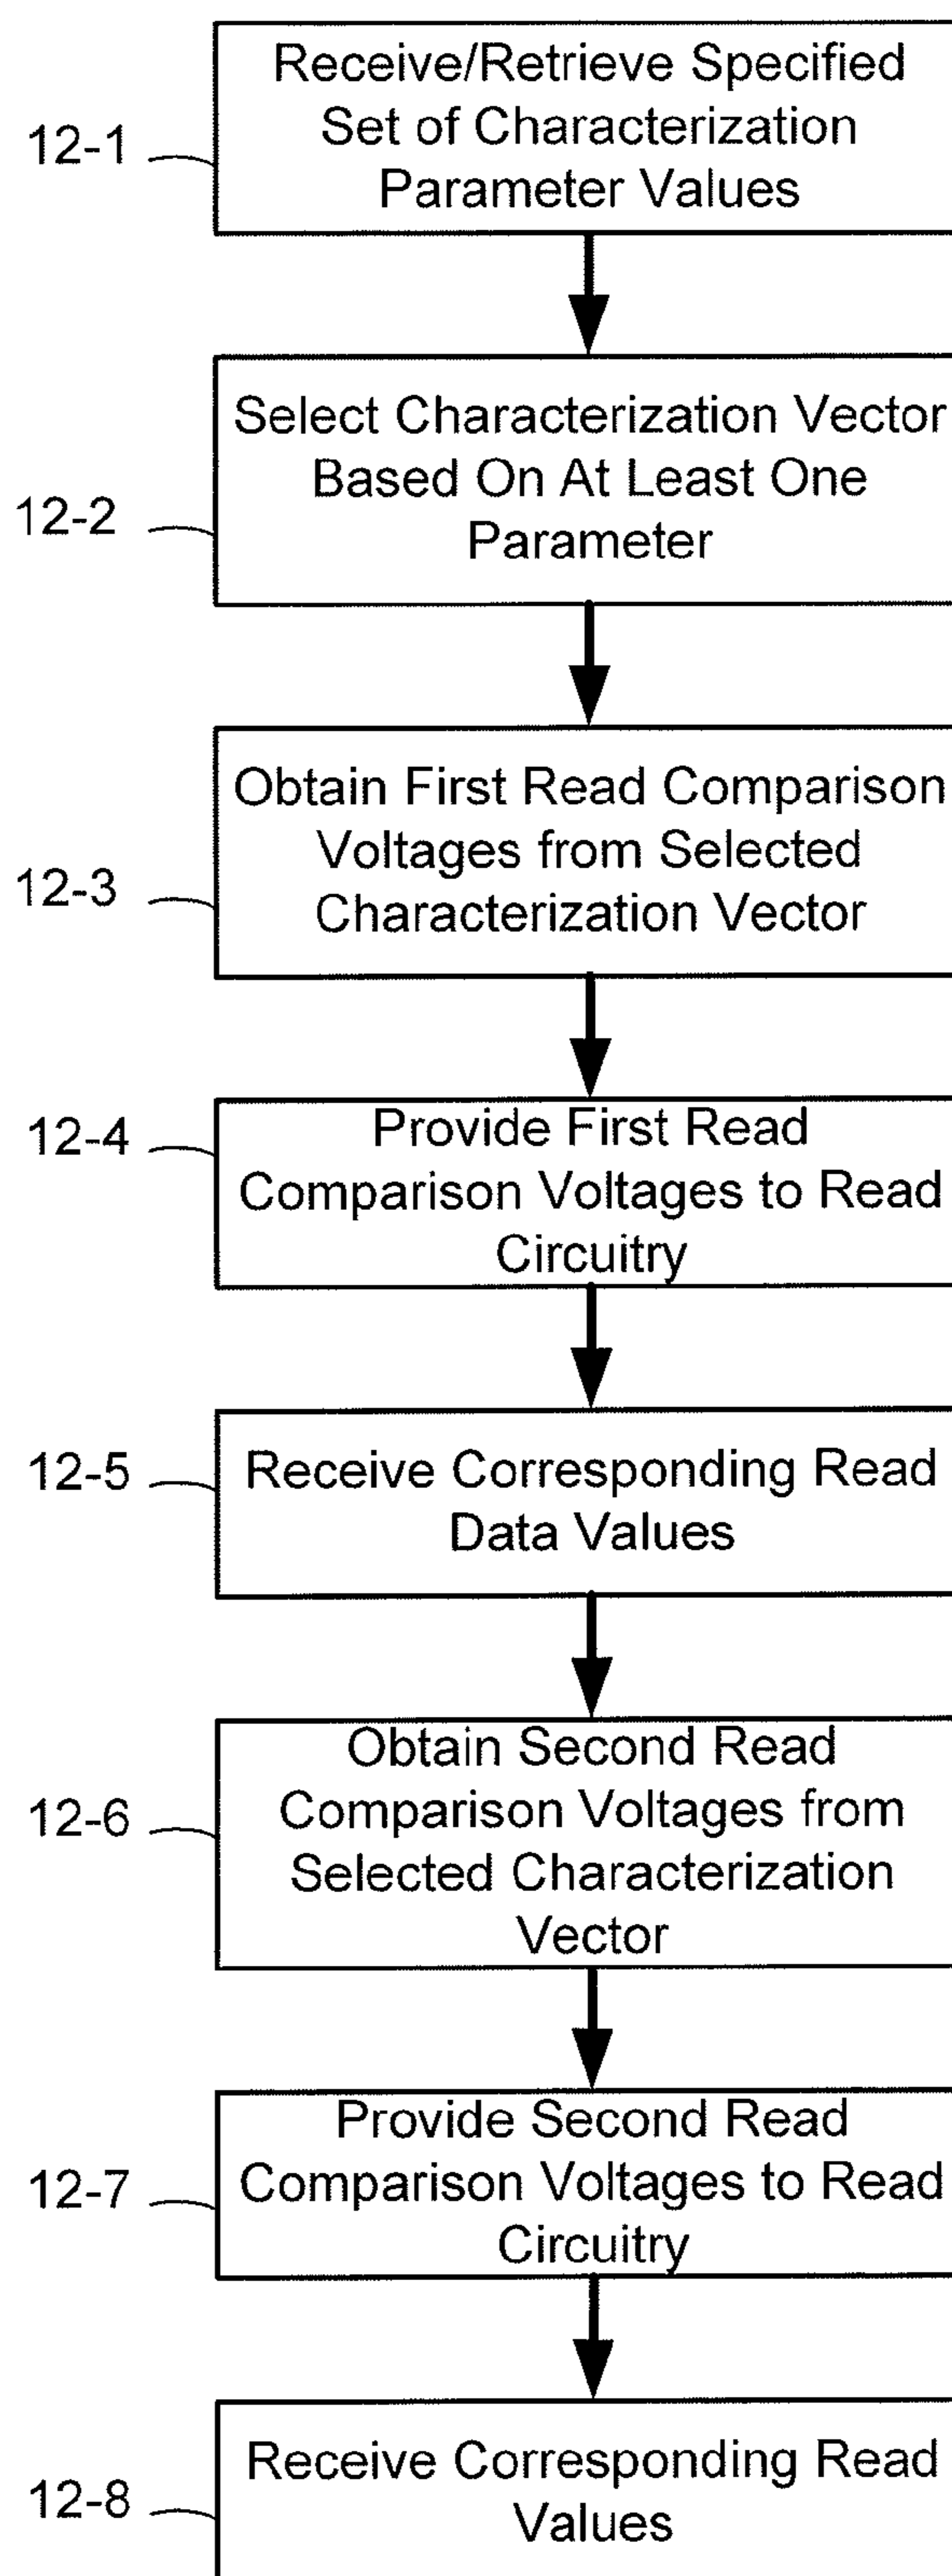 12-1
Receive/Retrieve Specified
Set of Characterization
Parameter Values
12-2
Select Characterization Vector
Based On At Least One
Parameter
12-3
Obtain First Read Comparison
Voltages from Selected
Characterization Vector
12-4
Provide First Read
Comparison Voltages to Read
Circuitry
12-5
Receive Corresponding Read
Data Values
12-6
Obtain Second Read
Comparison Voltages from
Selected Characterization
Vector
12-7
Provide Second Read
Comparison Voltages to Read
Circuitry
12-8
Receive Corresponding Read
Values